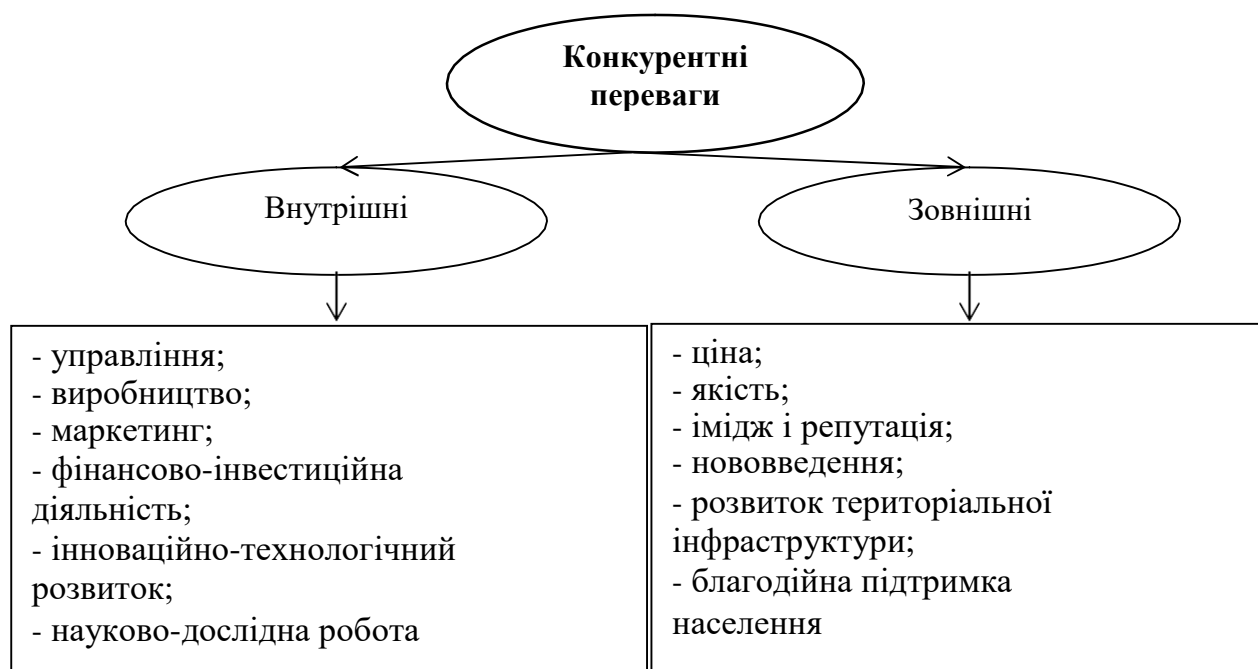 Конкурентні
переваги
Внутрішні
Зовнішні
- управління;
- виробництво;
- маркетинг;
- фінансово-інвестиційна
діяльність;
- інноваційно-технологічний
розвиток;
- науково-дослідна робота
- ціна;
- якість;
- імідж і репутація;
- нововведення;
- розвиток територіальної
інфраструктури;
- благодійна підтримка
населення